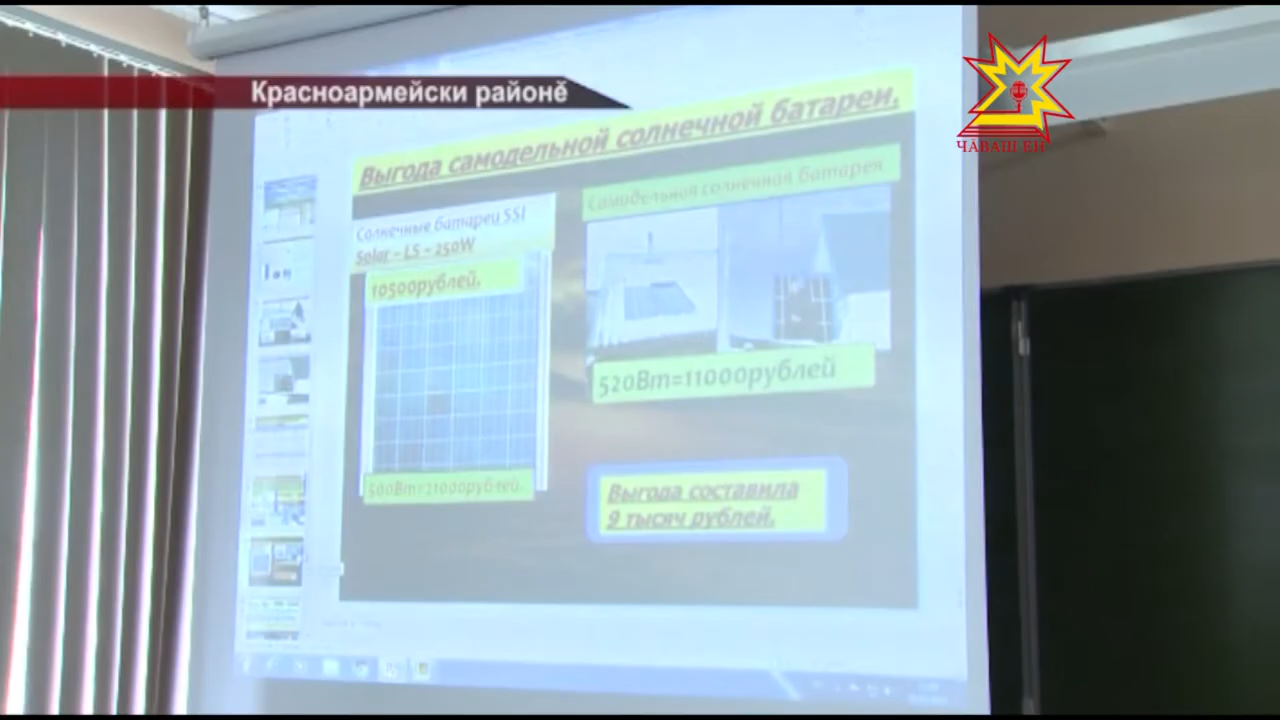 Красноармейски районĕ
ЧӐВАШ ЕН
Выгода самодельной солнечной батареи.
Солнечные батареи SSI
Solar – LS – 250W
10500рублей.
500Вт=21000рублей.
Самодельная солнечная батарея
520Вт=11000рублей
Выгода составила
9 тысяч рублей.